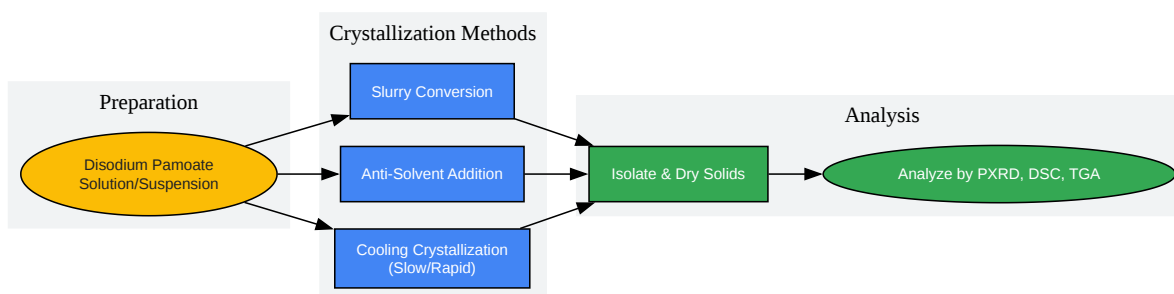 Preparation
Disodium Pamoate
Solution/Suspension
Crystallization Methods
Slurry Conversion
Anti-Solvent Addition
Cooling Crystallization
(Slow/Rapid)
Analysis
Isolate & Dry Solids
Analyze by PXRD, DSC, TGA